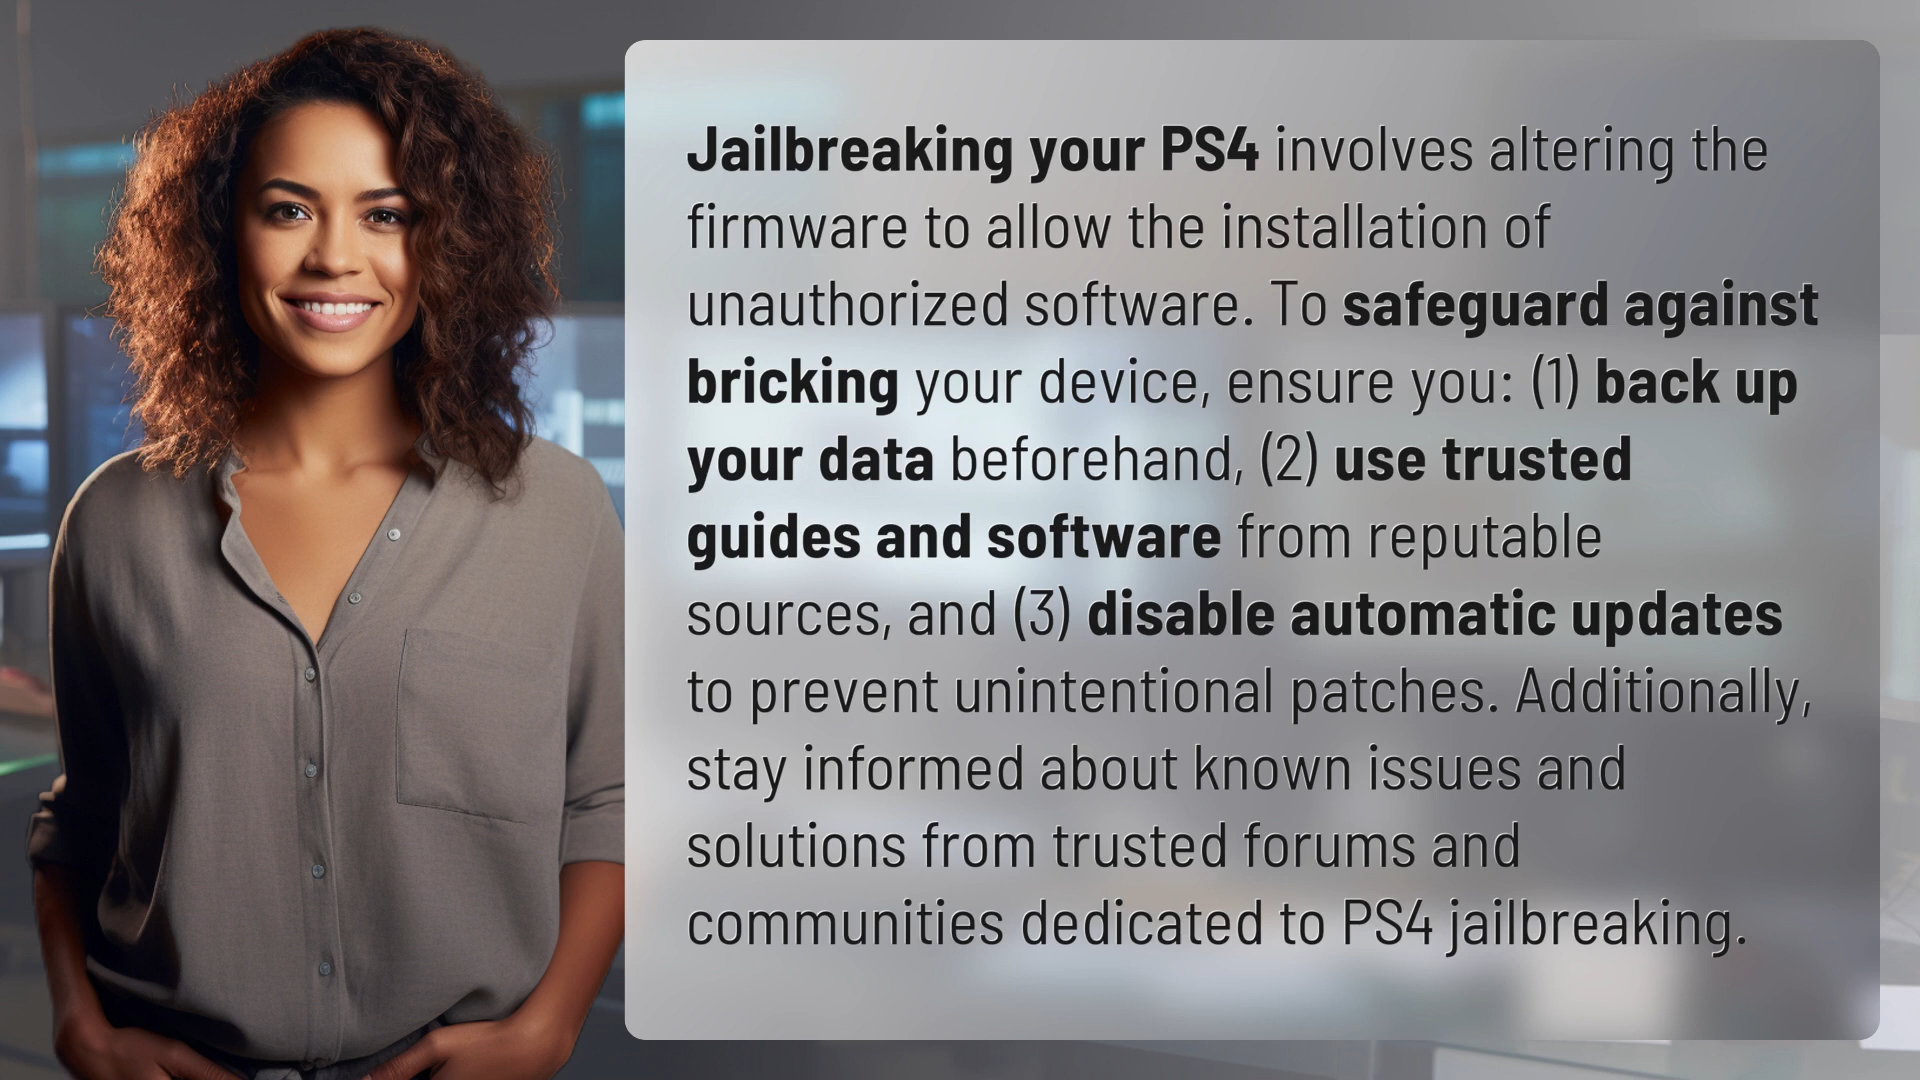 Jailbreaking your PS4 involves altering the
firmware to allow the installation of
unauthorized software. To safeguard against
bricking your device, ensure you: (1) back up
your data beforehand, (2) use trusted
guides and software from reputable
sources, and (3) disable automatic updates
to prevent unintentional patches. Additionally,
stay informed about known issues and
solutions from trusted forums and
communities dedicated to PS4 jailbreaking.